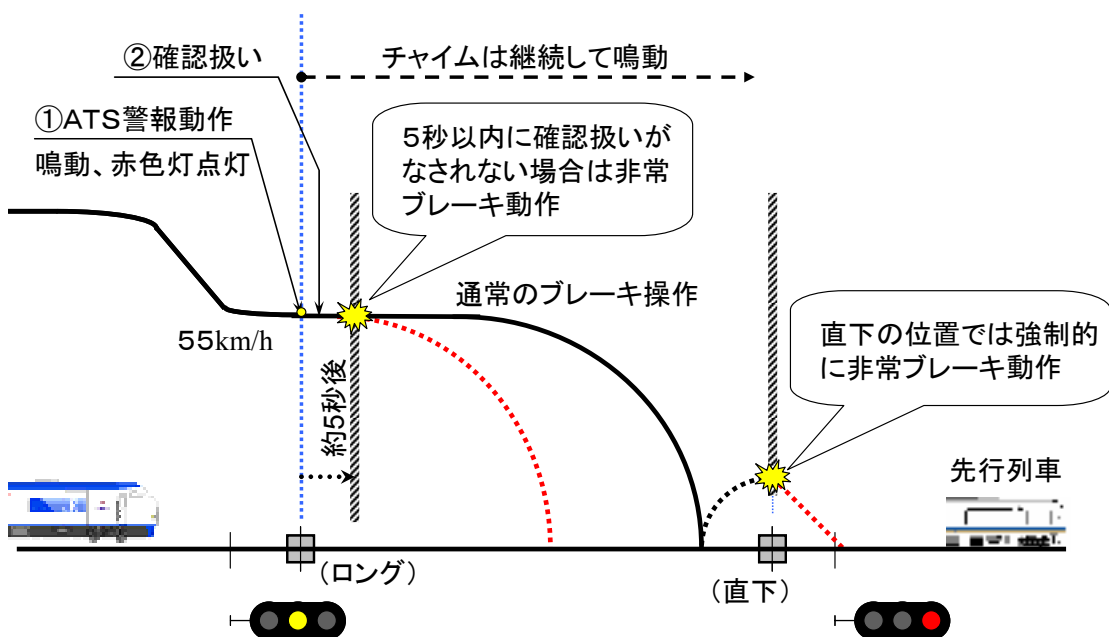 ②確認扱い
チャイムは継続して鳴動
①ATS警報動作
鳴動、赤色灯点灯
5秒以内に確認扱いが
なされない場合は非常
ブレーキ動作
通常のブレーキ操作
55km/h
直下の位置では強制的
に非常ブレーキ動作
約5秒後
先行列車
（ロング）
（直下）